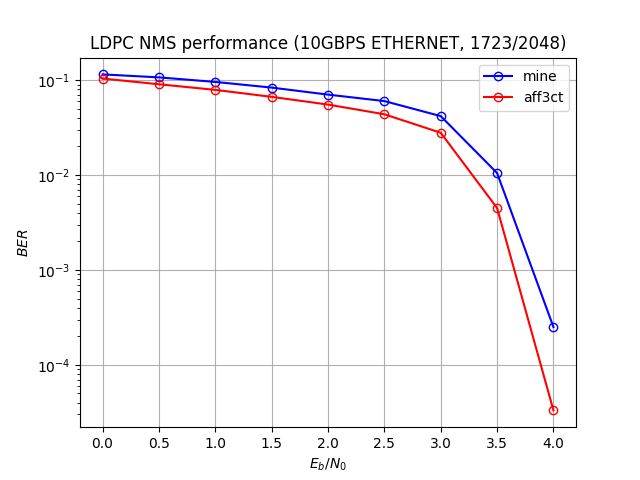 LDPC NMS performance (10GBPS ETHERNET, 1723/2048)
mine
aff3ct
10⁻¹
10⁻²
10⁻³
10⁻⁴
BER
0.0 0.5 1.0 1.5 2.0 2.5 3.0 3.5 4.0
E_b/N_0